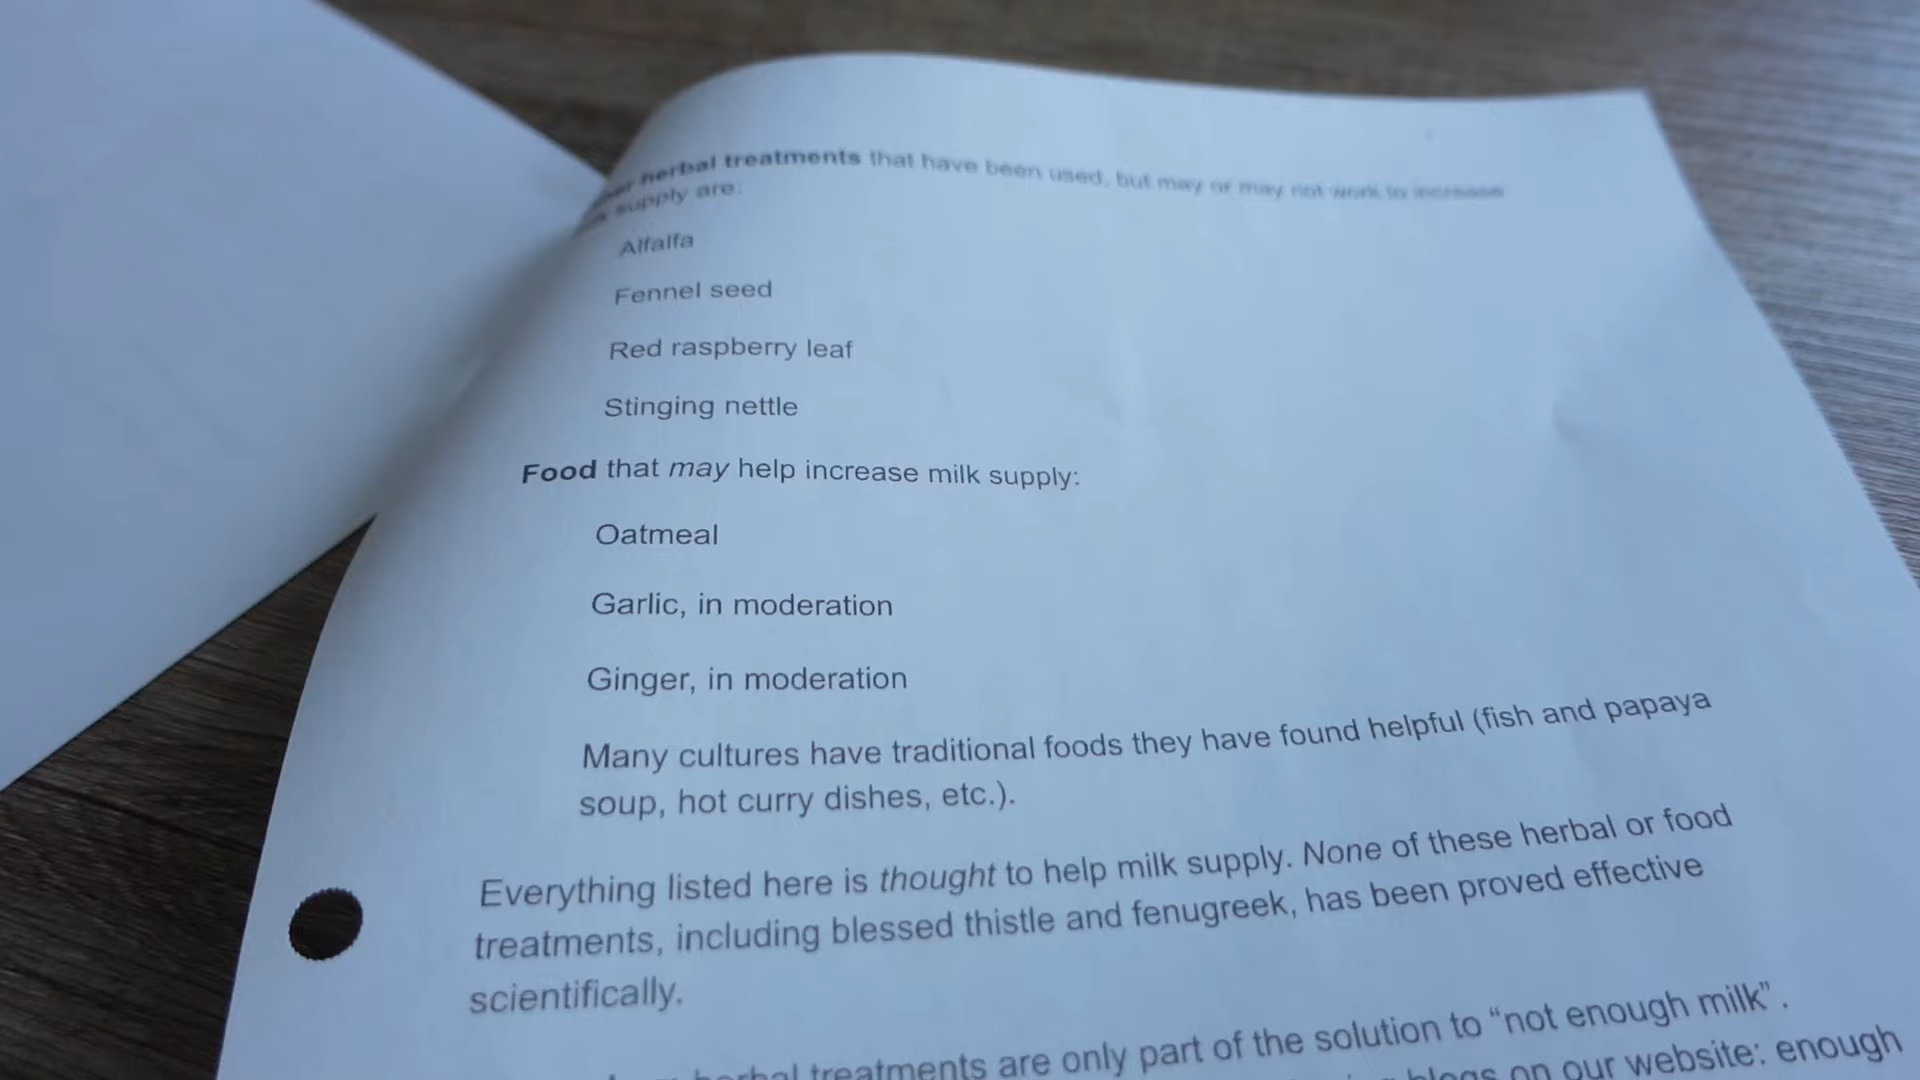 herbal treatments that have been used, but may or may not work to increase
supply are:
Alfalfa
Fennel seed
Red raspberry leaf
Stinging nettle
Food that may help increase milk supply:
Oatmeal
Garlic, in moderation
Ginger, in moderation
Many cultures have traditional foods they have found helpful (fish and papaya
soup, hot curry dishes, etc.).
Everything listed here is thought to help milk supply. None of these herbal or food
treatments, including blessed thistle and fenugreek, has been proved effective
scientifically.
herbal treatments are only part of the solution to “not enough milk”.
blogs on our website: enough